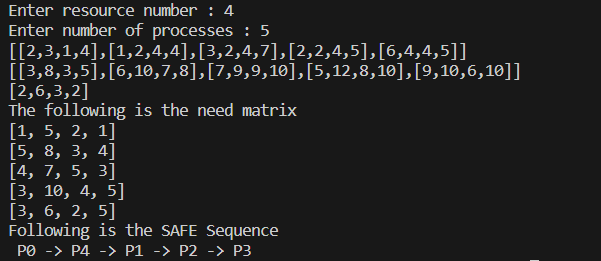 Enter resource number : 4
Enter number of processes : 5
[[2,3,1,4],[1,2,4,4],[3,2,4,7],[2,2,4,5],[6,4,4,5]]
[[3,8,3,5],[6,10,7,8],[7,9,9,10],[5,12,8,10],[9,10,6,10]]
[2,6,3,2]
The following is the need matrix
[1, 5, 2, 1]
[5, 8, 3, 4]
[4, 7, 5, 3]
[3, 10, 4, 5]
[3, 6, 2, 5]
Following is the SAFE Sequence
 P0 -> P4 -> P1 -> P2 -> P3